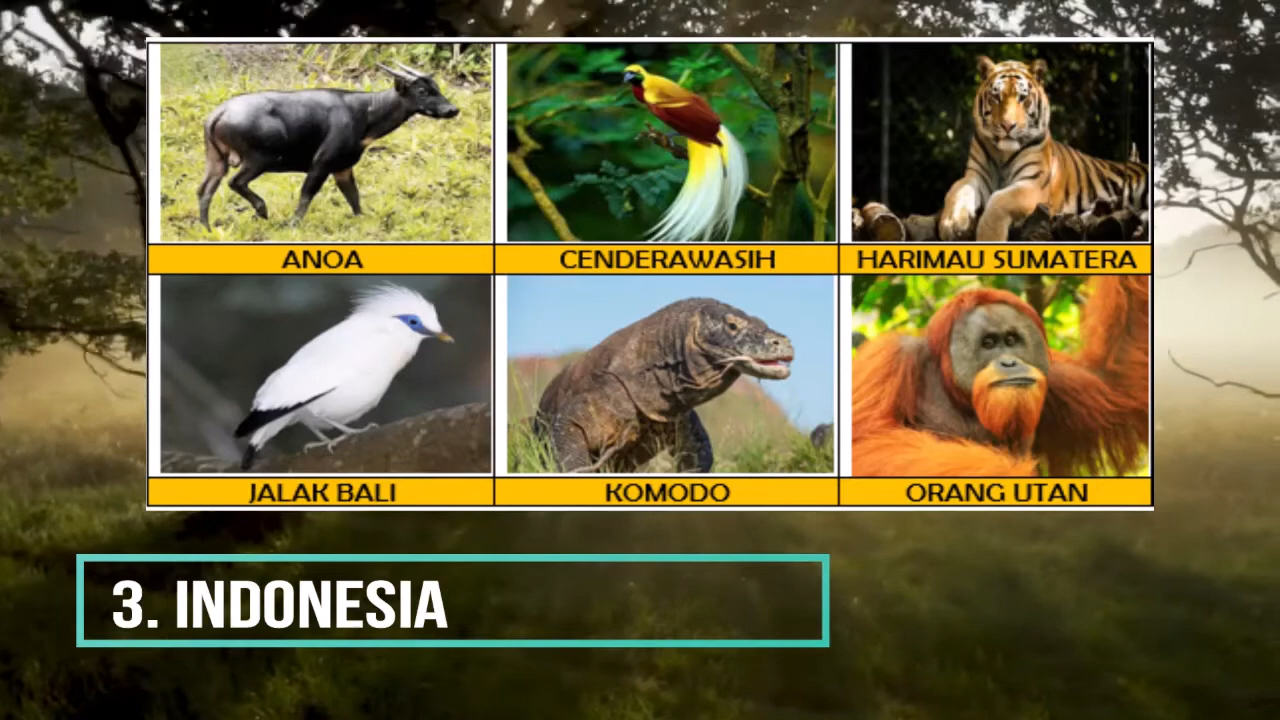 ANOA
CENDERAWASIH
HARIMAU SUMATERA
JALAK BALI
KOMODO
ORANG UTAN
3. INDONESIA